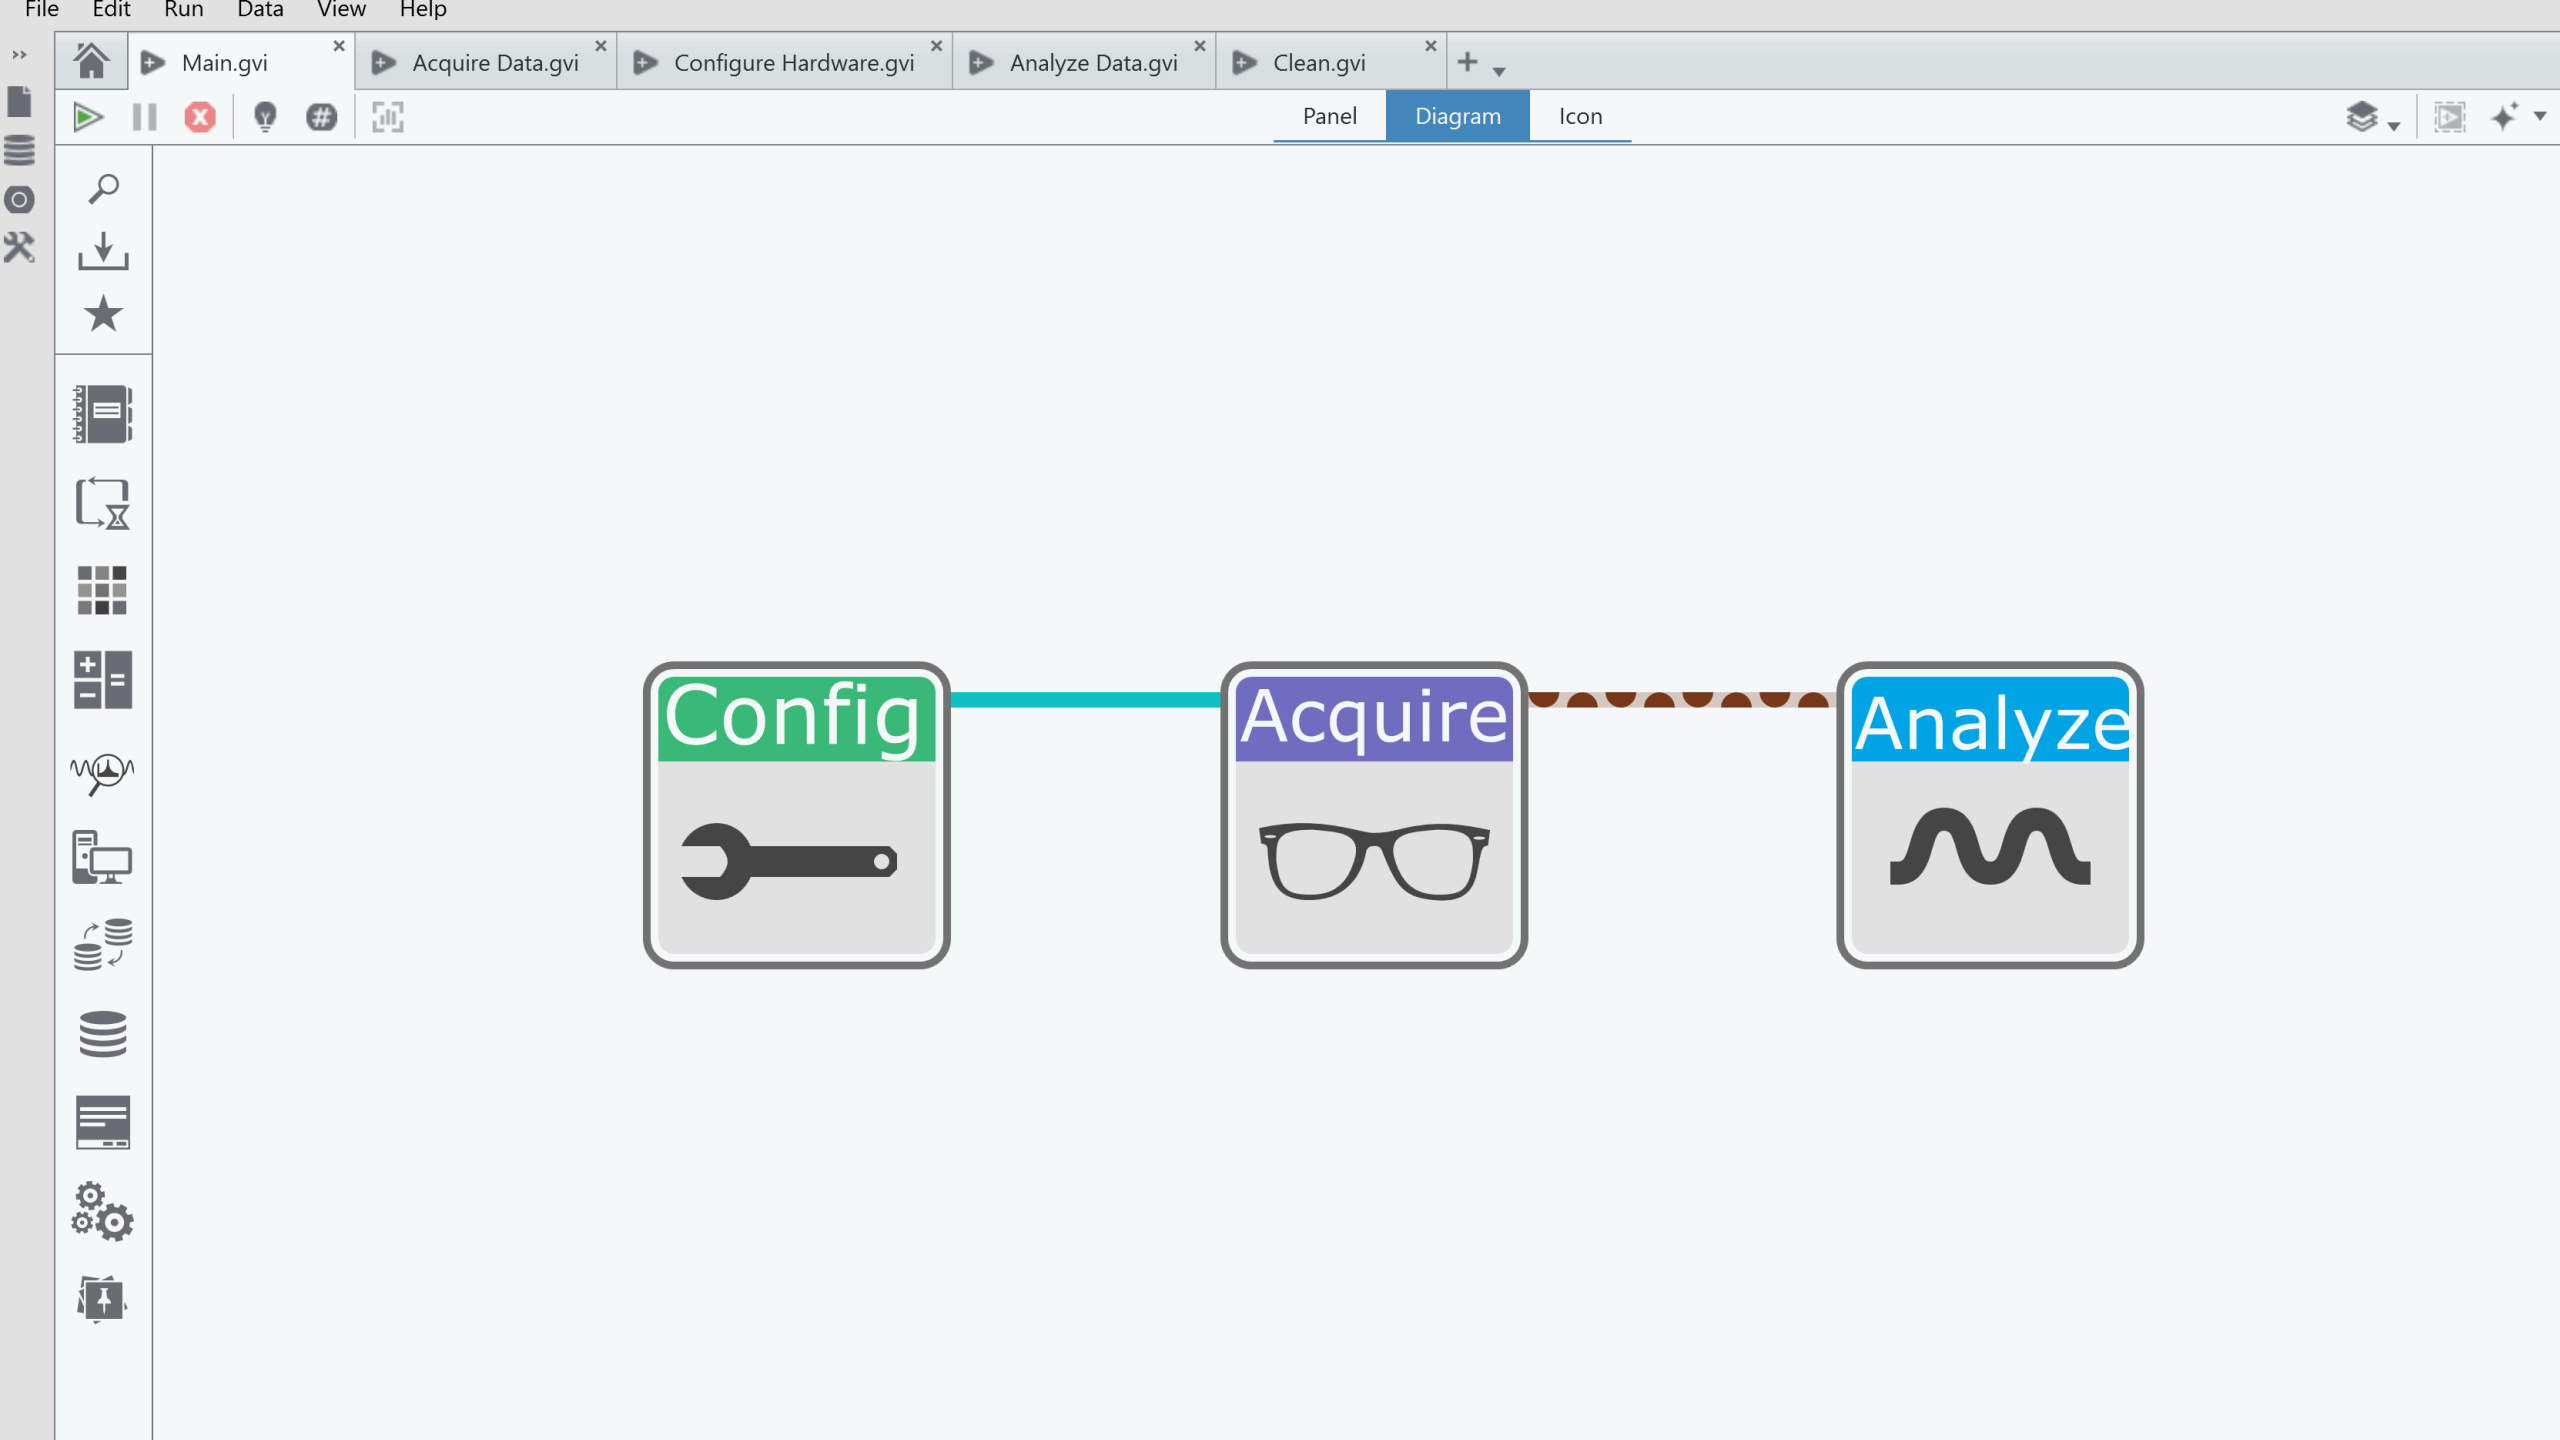 File Edit Run Data View Help
Main.gvi Acquire Data.gvi Configure Hardware.gvi Analyze Data.gvi Clean.gvi
Panel Diagram Icon
Config Acquire Analyze